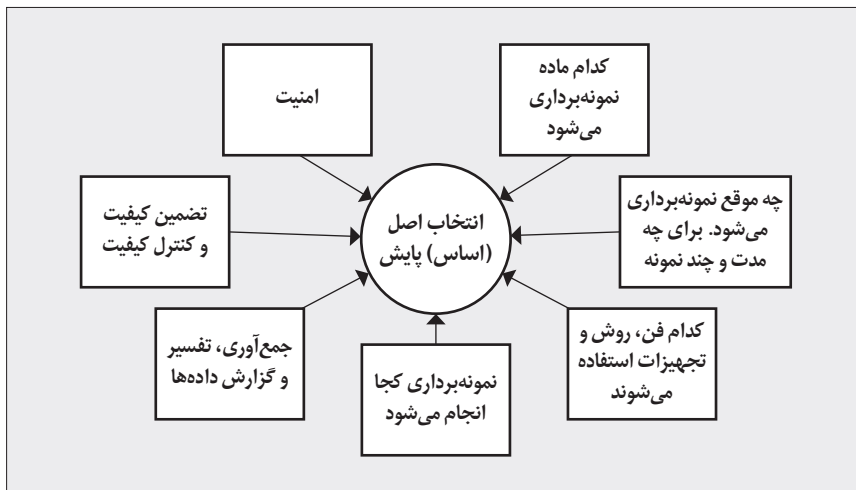 کدام ماده
نمونه‌برداری
می‌شود
امنیت
چه موقع نمونه‌برداری
می‌شود. برای چه
مدت و چند نمونه
انتخاب اصل
(اساس) پایش
تضمین کیفیت
و کنترل کیفیت
کدام فن، روش و
تجهیزات استفاده
می‌شوند
نمونه‌برداری کجا
انجام می‌شود
جمع‌آوری، تفسیر
و گزارش داده‌ها